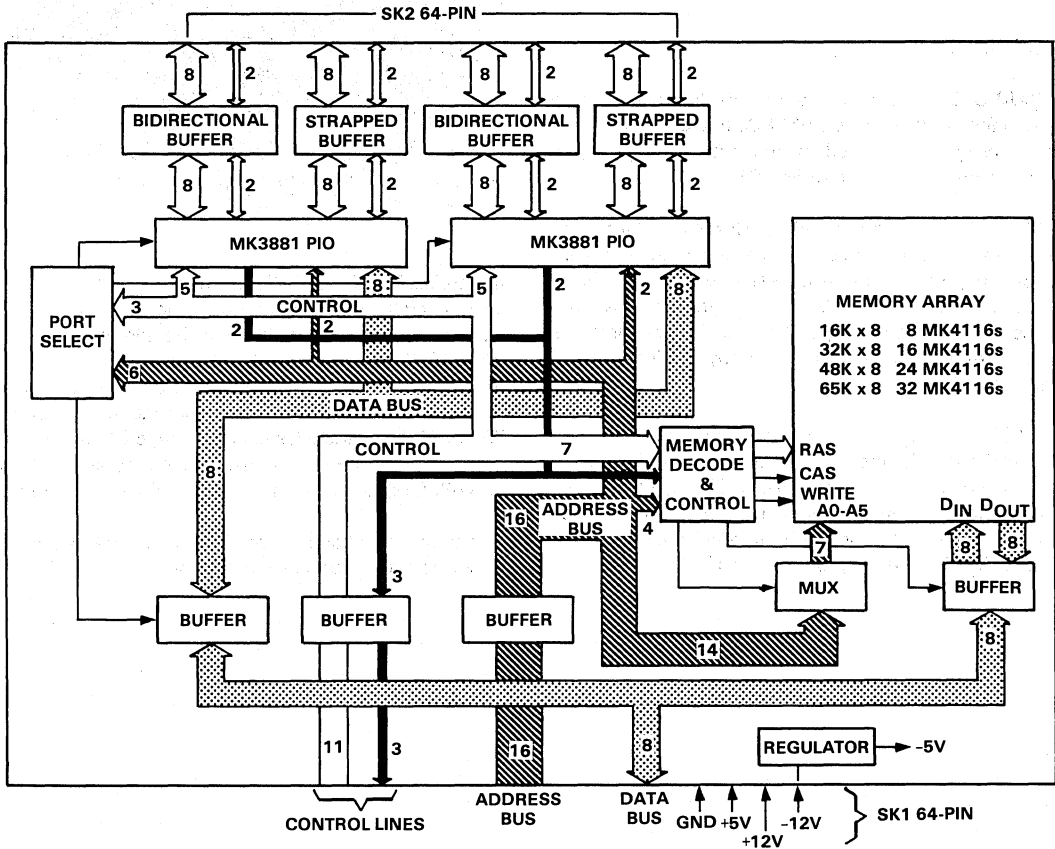 SK2 64-PIN
8 2 8 2 8 2 8 2
BIDIRECTIONAL BUFFER
STRAPPED BUFFER
BIDIRECTIONAL BUFFER
STRAPPED BUFFER
8 2 8 2 8 2 8 2
MK3881 PIO
MK3881 PIO
PORT SELECT
5 8 5 2 2 8
3 CONTROL
2 2
6
DATA BUS
8
CONTROL 7
MEMORY DECODE & CONTROL
MEMORY ARRAY
16K x 8 8 MK4116s
32K x 8 16 MK4116s
48K x 8 24 MK4116s
65K x 8 32 MK4116s
RAS
CAS
WRITE
A0-A5
DIN DOUT
16 ADDRESS BUS 4
7 8 8
3
BUFFER
BUFFER
BUFFER
MUX
BUFFER
14
8
11 3 16 8
REGULATOR
-5V
CONTROL LINES
ADDRESS BUS
DATA BUS
GND +5V
+12V
-12V
SK1 64-PIN